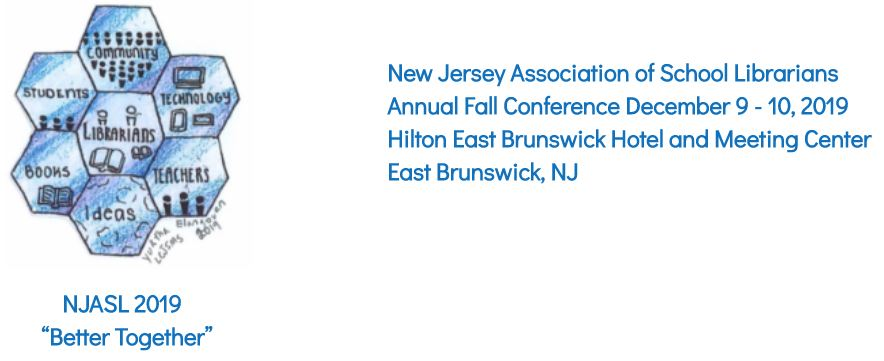 COMMUNITY
STUDENTS
TECHNOLOGY
LIBRARIANS
BOOKS
TEACHERS
Ideas
Elangovan
2019
NJASL 2019
“Better Together”
New Jersey Association of School Librarians
Annual Fall Conference December 9 - 10, 2019
Hilton East Brunswick Hotel and Meeting Center
East Brunswick, NJ